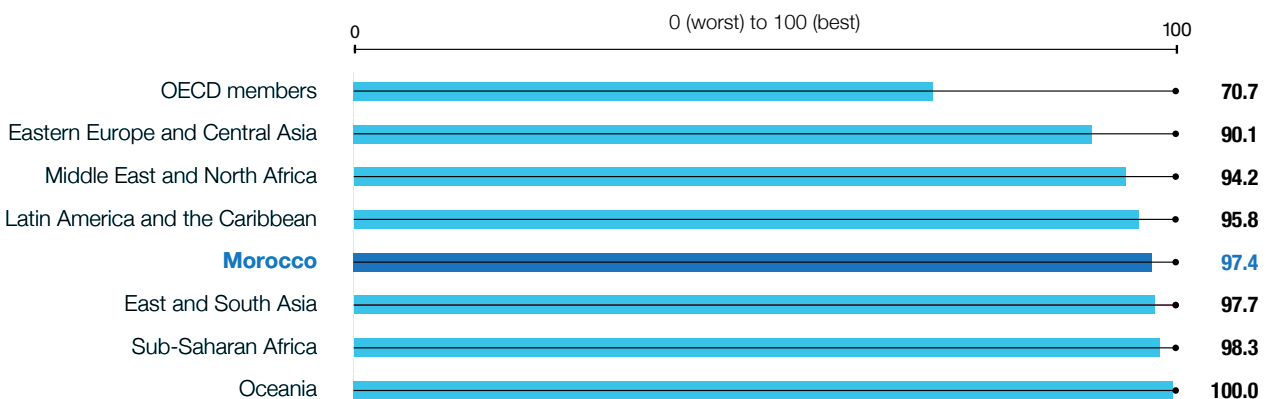 0 (worst) to 100 (best)
0 100
OECD members 70.7
Eastern Europe and Central Asia 90.1
Middle East and North Africa 94.2
Latin America and the Caribbean 95.8
Morocco 97.4
East and South Asia 97.7
Sub-Saharan Africa 98.3
Oceania 100.0